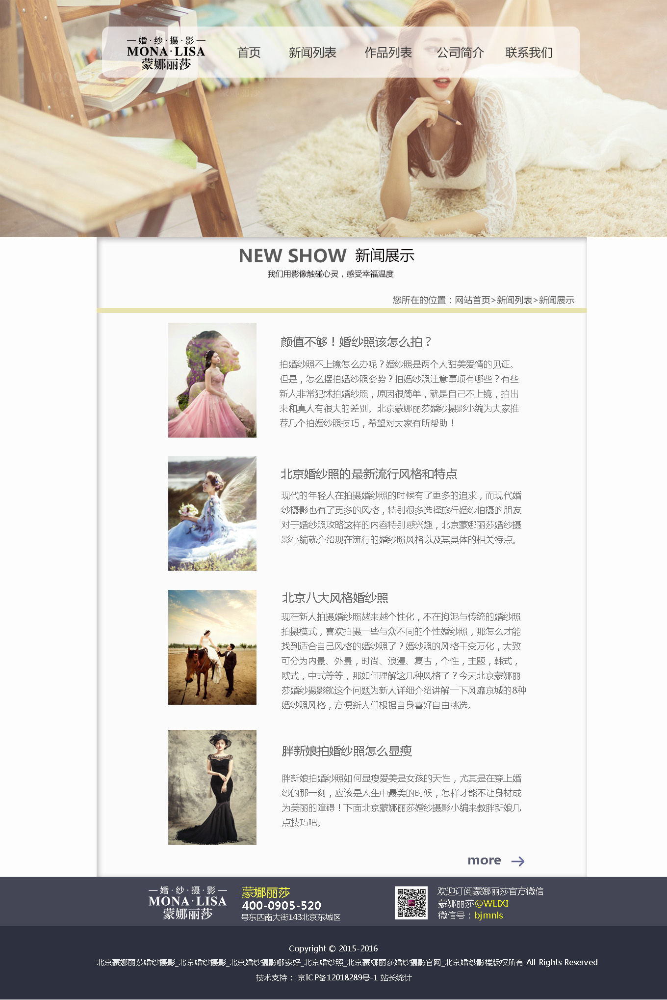 婚·纱·摄·影
MONA·LISA
蒙娜丽莎
首页 新闻列表 作品列表 公司简介 联系我们
NEW SHOW 新闻展示
我们用影像触碰心灵，感受幸福温度
您所在的位置：网站首页>新闻列表>新闻展示
颜值不够！婚纱照该怎么拍？
拍婚纱照不上镜怎么办呢？婚纱照是两个人甜美爱情的见证。
但是，怎么摆拍婚纱照姿势？拍婚纱照注意事项有哪些？有些
新人非常犯怵拍婚纱照，原因很简单，就是自己不上镜，拍出
来和真人有很大的差别。北京蒙娜丽莎婚纱摄影小编为大家推
荐几个拍婚纱照技巧，希望对大家有所帮助！
北京婚纱照的最新流行风格和特点
现代的年轻人在拍摄婚纱照的时候有了更多的追求，而现代婚
纱摄影也有了更多的风格，特别很多选择旅行婚纱拍摄的朋友
对于婚纱照攻略这样的内容特别感兴趣，北京蒙娜丽莎婚纱摄
影小编就介绍现在流行的婚纱照风格以及其具体的相关特点。
北京八大风格婚纱照
现在新人拍摄婚纱照越来越个性化，不在拘泥与传统的婚纱照
拍摄模式，喜欢拍摄一些与众不同的个性婚纱照，那怎么才能
找到适合自己风格的婚纱照了？婚纱照的风格千变万化，大致
可分为内景、外景，时尚、浪漫、复古，个性，主题，韩式，
欧式，中式等等，那如何理解这几种风格了？今天北京蒙娜丽
莎婚纱摄影就这个问题为新人详细介绍讲解一下风靡京城的8种
婚纱照风格，方便新人们根据自身喜好自由挑选。
胖新娘拍婚纱照怎么显瘦
胖新娘拍婚纱照如何显瘦爱美是女孩的天性，尤其是在穿上婚
纱的那一刻，应该是人生中最美的时候，怎样才能不让身材成
为美丽的障碍！下面北京蒙娜丽莎婚纱摄影小编来教胖新娘几
点技巧吧。
more
婚·纱·摄·影
MONA·LISA
蒙娜丽莎
蒙娜丽莎
400-0905-520
号东四南大街143北京东城区
欢迎订阅蒙娜丽莎官方微信
蒙娜丽莎@WEIXI
微信号：bjmnls
Copyright © 2015-2016
北京蒙娜丽莎婚纱摄影_北京婚纱摄影_北京婚纱摄影哪家好_北京婚纱照_北京蒙娜丽莎婚纱摄影官网_北京婚纱影楼版权所有 All Rights Reserved
技术支持： 京ICP备12018289号-1 站长统计